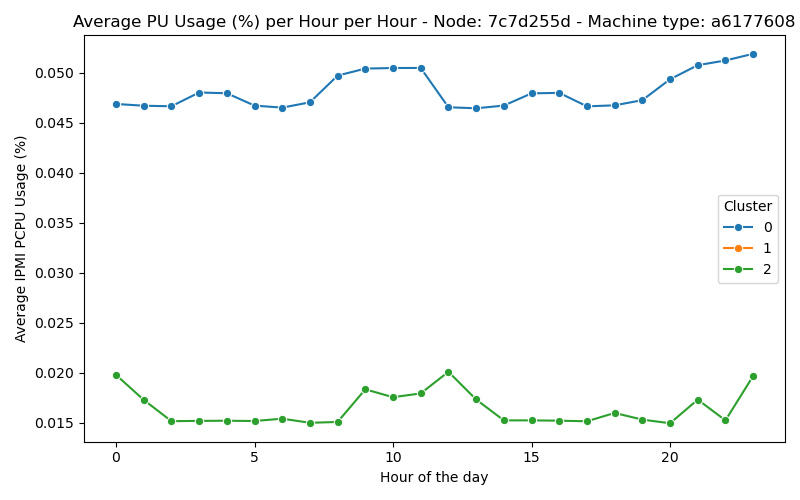 Average PU Usage (%) per Hour per Hour - Node: 7c7d255d - Machine type: a6177608
0.050
0.045
0.040
0.035
0.030
0.025
0.020
0.015
Average IPMI PCPU Usage (%)
Cluster
0
1
2
0 5 10 15 20
Hour of the day